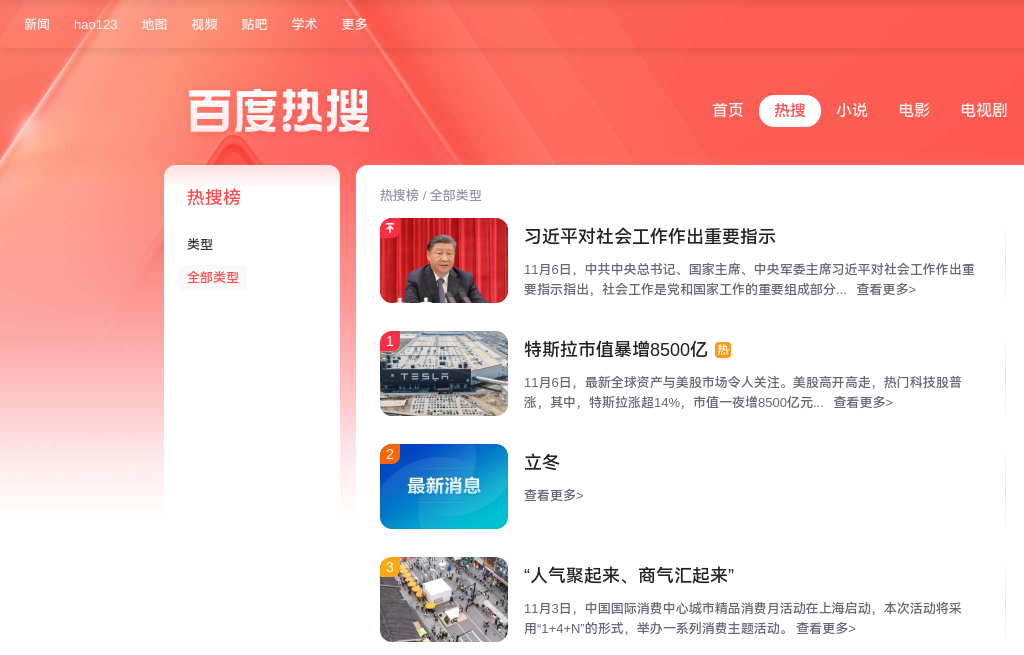 新闻 hao123 地图 视频 贴吧 学术 更多
百度热搜
首页 热搜 小说 电影 电视剧
热搜榜
类型
全部类型
热搜榜 / 全部类型
习近平对社会工作作出重要指示
11月6日，中共中央总书记、国家主席、中央军委主席习近平对社会工作作出重
要指示指出，社会工作是党和国家工作的重要组成部分... 查看更多>
1
TESLA
特斯拉市值暴增8500亿 热
11月6日，最新全球资产与美股市场令人关注。美股高开高走，热门科技股普
涨，其中，特斯拉涨超14%，市值一夜增8500亿元... 查看更多>
2
最新消息
立冬
查看更多>
3
“人气聚起来、商气汇起来”
11月3日，中国国际消费中心城市精品消费月活动在上海启动，本次活动将采
用“1+4+N”的形式，举办一系列消费主题活动。 查看更多>